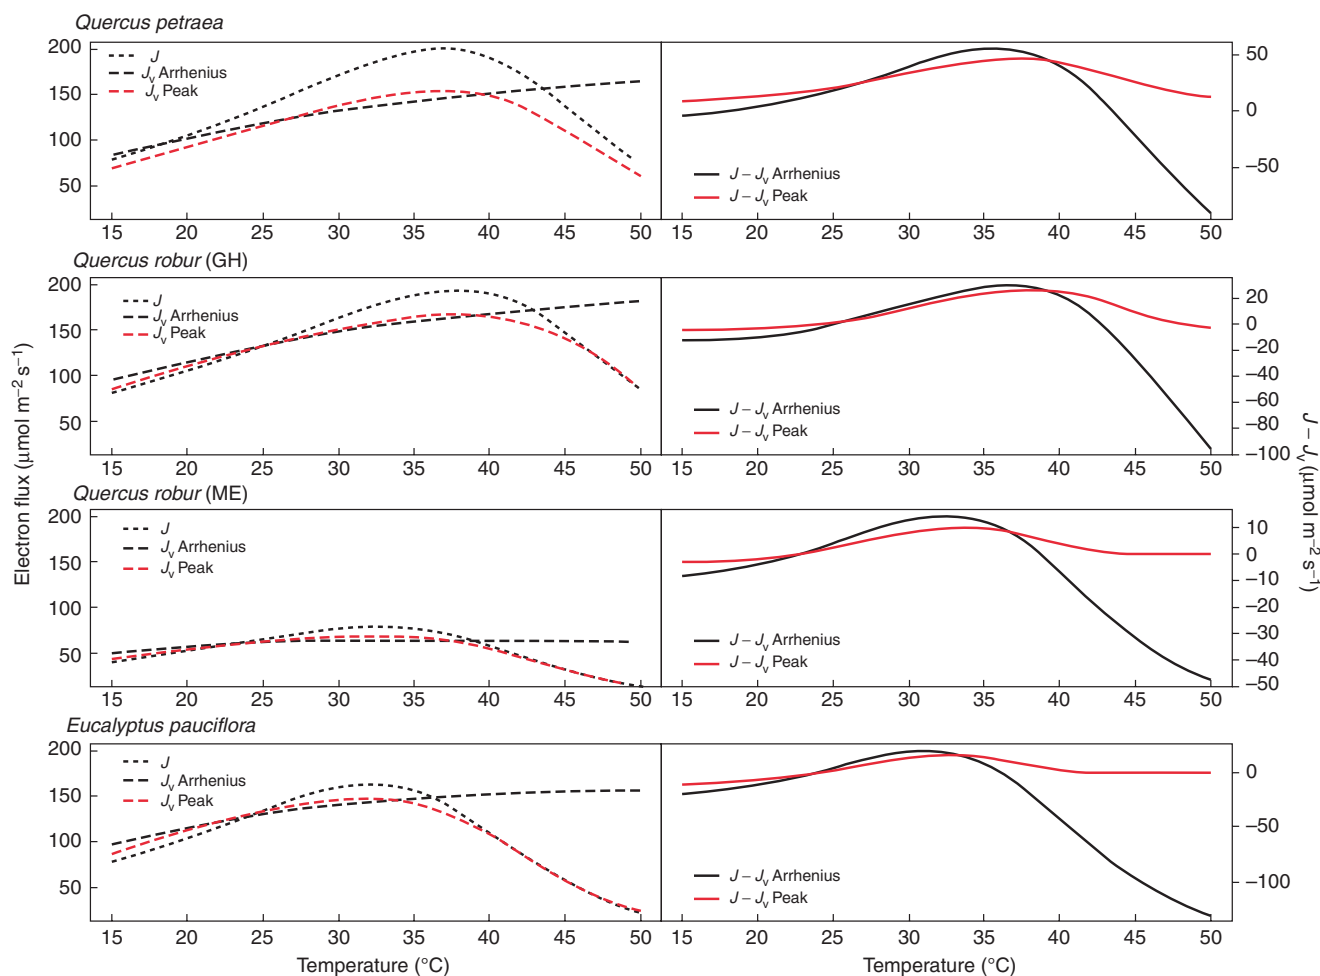 Quercus petraea
200
150
100
50
J
Jv Arrhenius
Jv Peak
15 20 25 30 35 40 45 50
J – Jv Arrhenius
J – Jv Peak
50
0
–50
15 20 25 30 35 40 45 50
Quercus robur (GH)
200
150
100
50
J
Jv Arrhenius
Jv Peak
15 20 25 30 35 40 45 50
J – Jv Arrhenius
J – Jv Peak
20
0
–20
–40
–60
–80
–100
15 20 25 30 35 40 45 50
Electron flux (µmol m–2 s–1)
J – Jv (µmol m–2 s–1)
Quercus robur (ME)
200
150
100
50
J
Jv Arrhenius
Jv Peak
15 20 25 30 35 40 45 50
J – Jv Arrhenius
J – Jv Peak
10
0
–10
–20
–30
–40
–50
15 20 25 30 35 40 45 50
Eucalyptus pauciflora
200
150
100
50
J
Jv Arrhenius
Jv Peak
15 20 25 30 35 40 45 50
Temperature (°C)
J – Jv Arrhenius
J – Jv Peak
0
–50
–100
15 20 25 30 35 40 45 50
Temperature (°C)